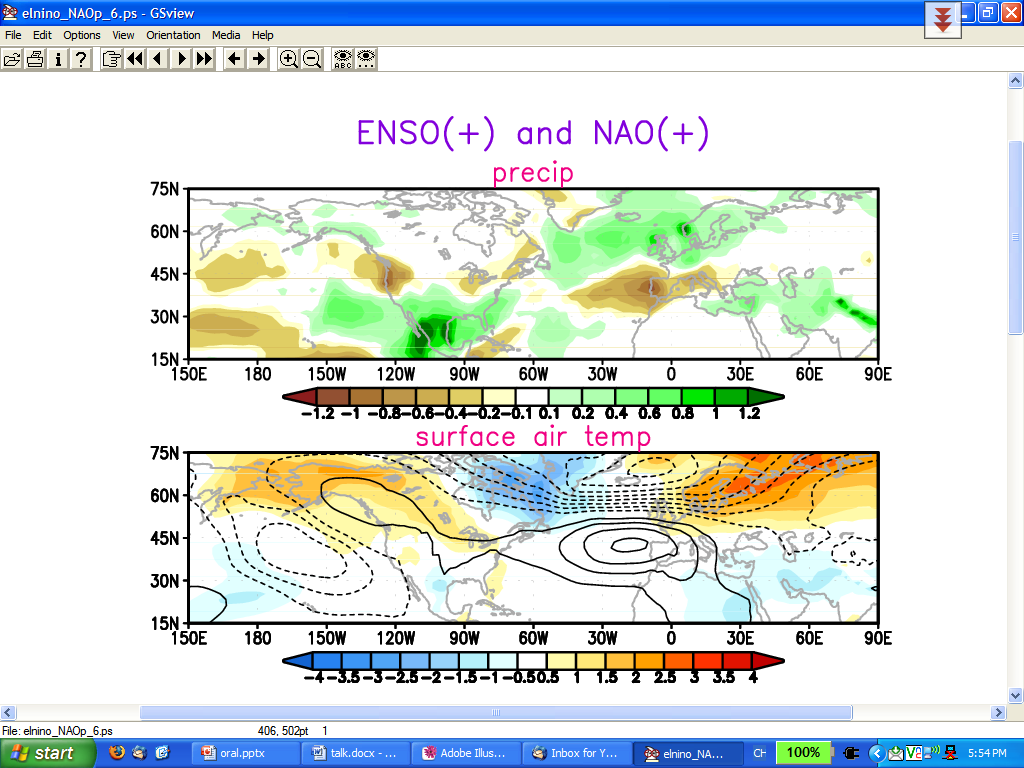 elnino_NAOp_6.ps - GSview
File Edit Options View Orientation Media Help
ABC
ENSO(+) and NAO(+)
precip
75N
60N
45N
30N
15N
150E 180 150W 120W 90W 60W 30W 0 30E 60E 90E
-1.2 -1 -0.8 -0.6 -0.4 -0.2 -0.1 0.1 0.2 0.4 0.6 0.8 1 1.2
surface air temp
75N
60N
45N
30N
15N
150E 180 150W 120W 90W 60W 30W 0 30E 60E 90E
-4 -3.5 -3 -2.5 -2 -1.5 -1 -0.5 0.5 1 1.5 2 2.5 3 3.5 4
File: elnino_NAOp_6.ps 406, 502pt 1
start oral.pptx talk.docx - ... Adobe Illus... Inbox for Y... elnino_NA... CH 100% 5:54 PM